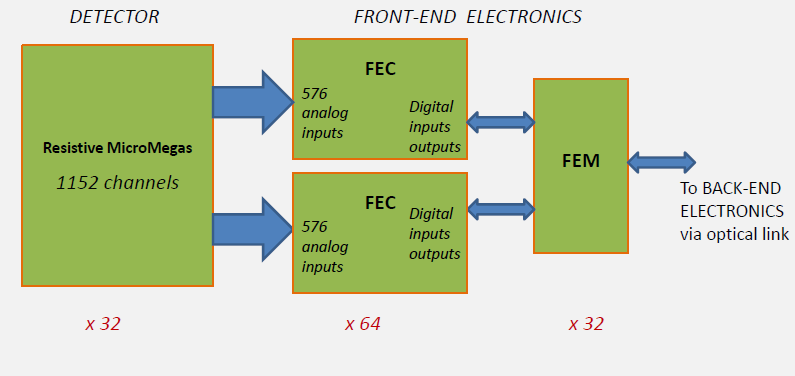 DETECTOR
FRONT-END ELECTRONICS
Resistive MicroMegas
1152 channels
FEC
576
analog
inputs
Digital
inputs
outputs
FEC
576
analog
inputs
Digital
inputs
outputs
FEM
To BACK-END
ELECTRONICS
via optical link
x 32
x 64
x 32